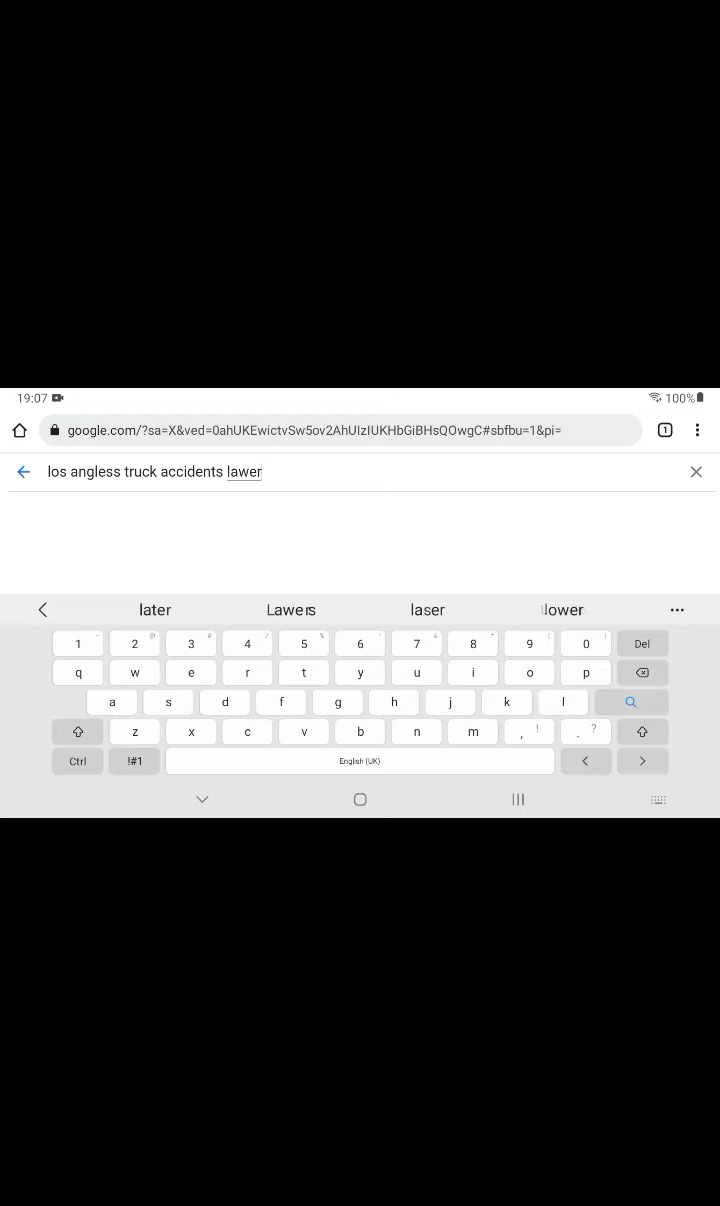 19:07
100%
google.com/?sa=X&ved=0ahUKEwictvSw5ov2AhUIzIUKHbGiBHsQOwgC#sbfbu=1&pi=
1
los angless truck accidents lawer
later Lawers laser lower
1 2 3 4 5 6 7 8 9 0 Del
q w e r t y u i o p
a s d f g h j k l
z x c v b n m , ! . ?
Ctrl !#1 English (UK) < >